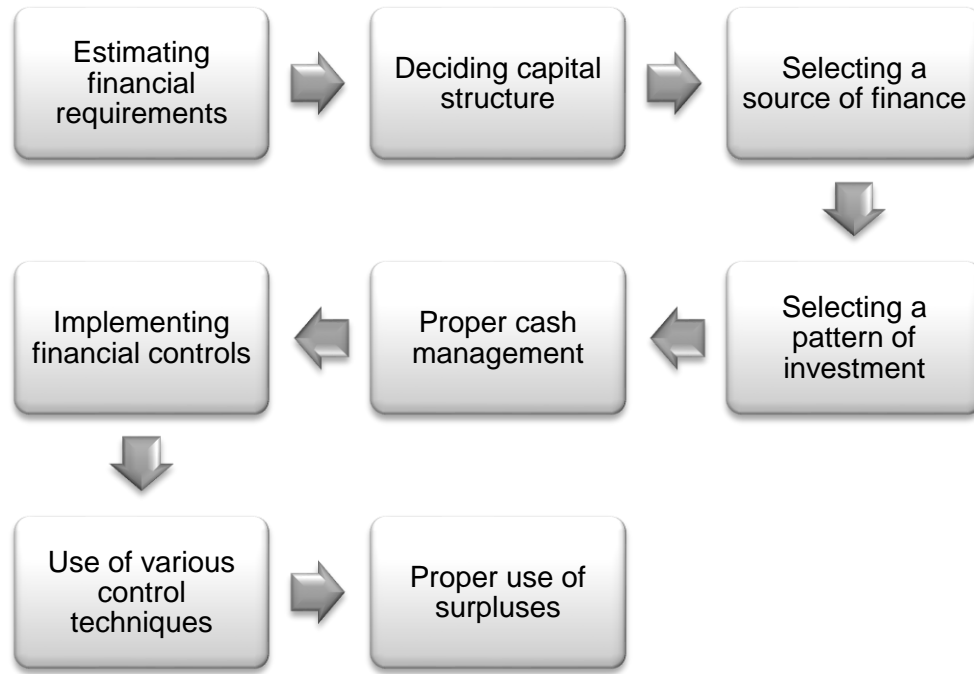 Estimating
financial
requirements
Deciding capital
structure
Selecting a
source of finance
Selecting a
pattern of
investment
Proper cash
management
Implementing
financial controls
Use of various
control
techniques
Proper use of
surpluses